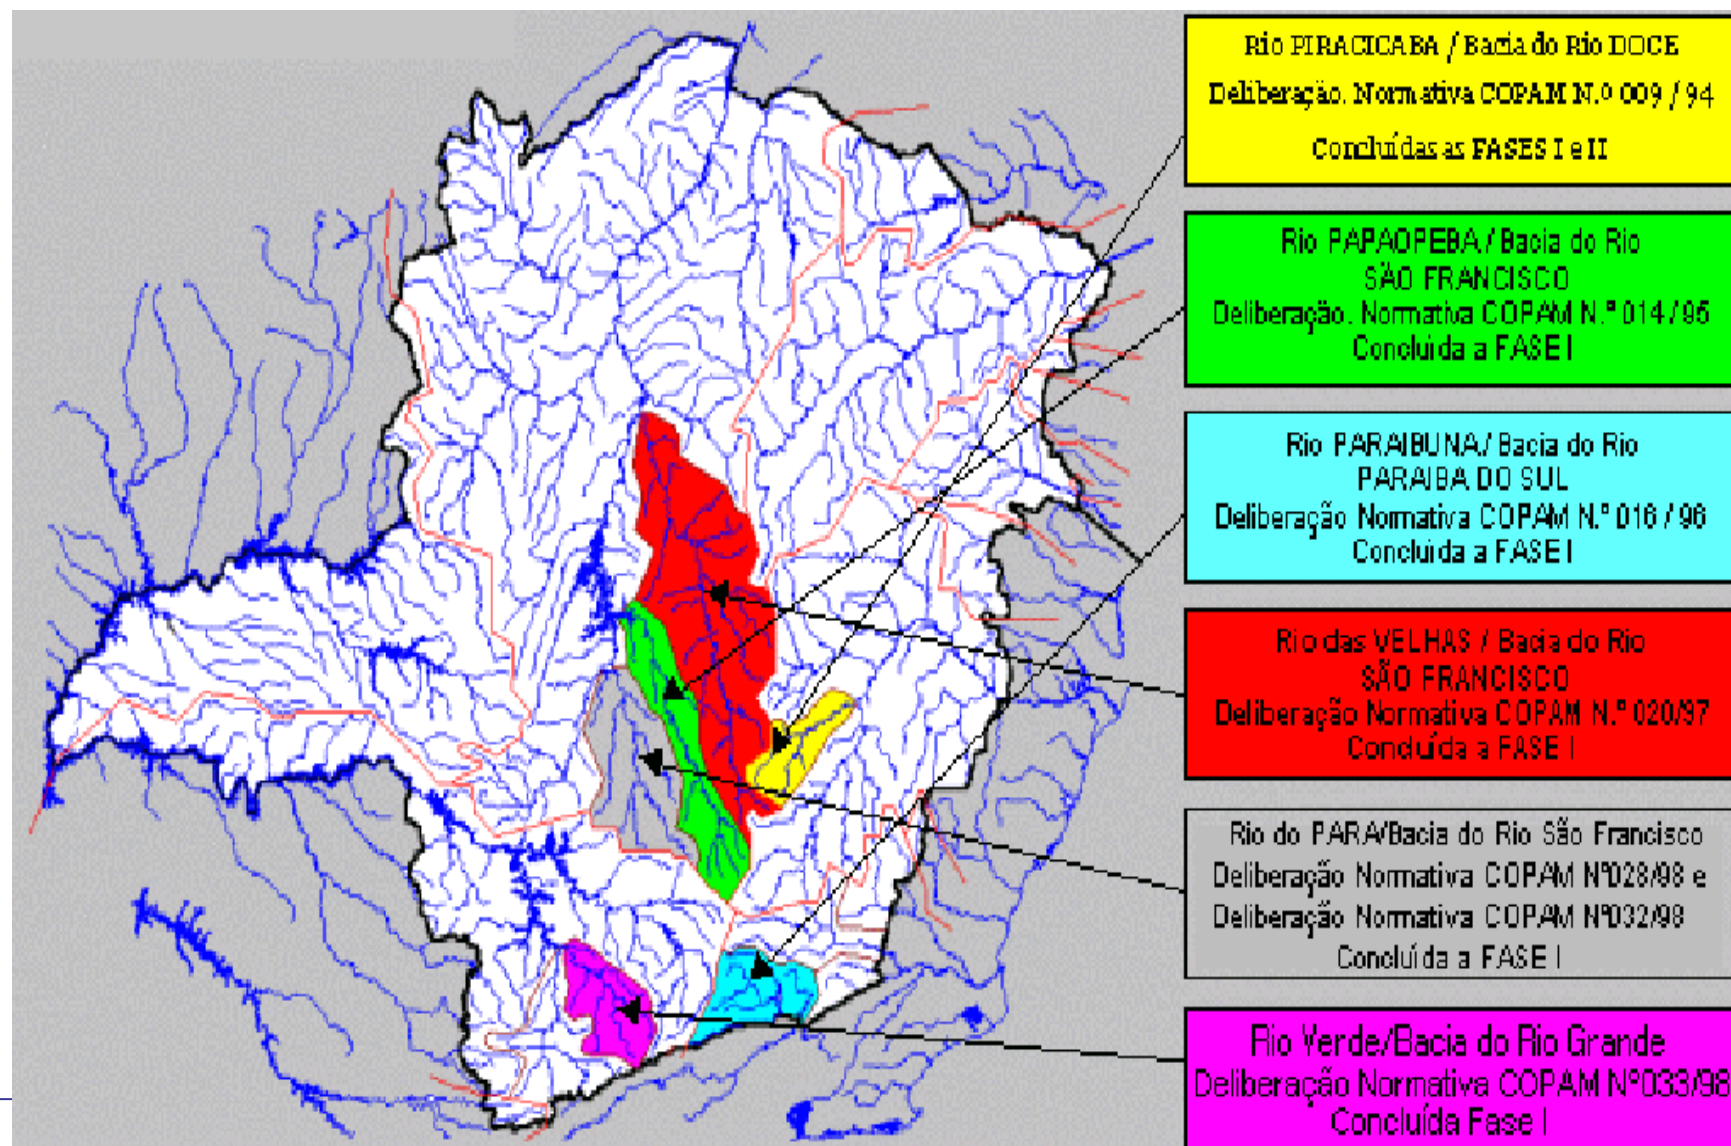 Rio PIRACICABA / Bacia do Rio DOCE
Deliberação. Normativa COPAM N.º 009 / 94
Concluídas as FASES I e II
Rio PAPAOPEBA / Bacia do Rio
SÃO FRANCISCO
Deliberação. Normativa COPAM N.º 014 / 95
Concluída a FASE I
Rio PARAIBUNA / Bacia do Rio
PARAIBA DO SUL
Deliberação Normativa COPAM N.º 016 / 96
Concluída a FASE I
Rio das VELHAS / Bacia do Rio
SÃO FRANCISCO
Deliberação Normativa COPAM N.º 020/97
Concluída a FASE I
Rio do PARA/Bacia do Rio São Francisco
Deliberação Normativa COPAM Nº028/98 e
Deliberação Normativa COPAM Nº032/98
Concluída a FASE I
Rio Verde/Bacia do Rio Grande
Deliberação Normativa COPAM Nº033/98
Concluída Fase I